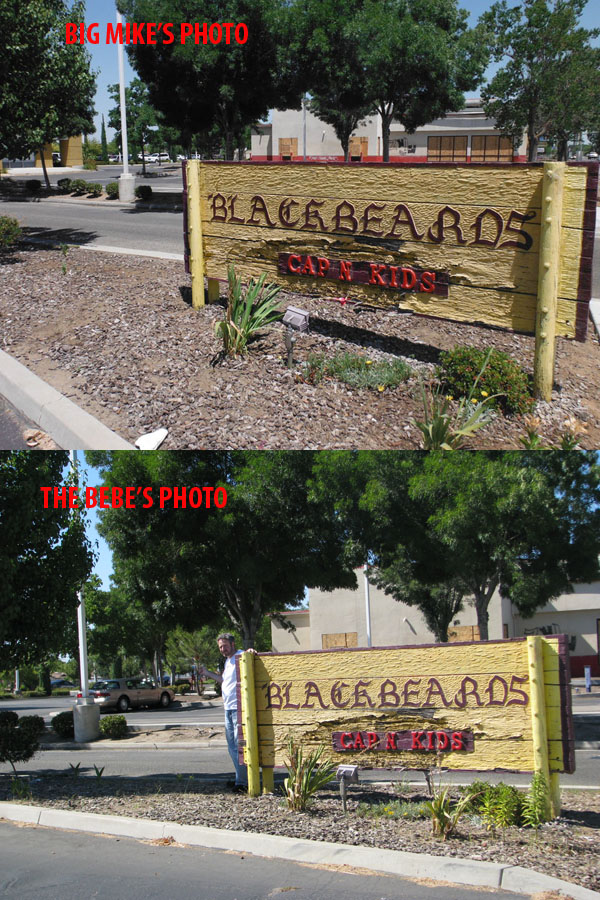 BIG MIKE'S PHOTO
BLACKBEARDS
CAP N KIDS
THE BEBE'S PHOTO
BLACKBEARDS
CAP N KIDS